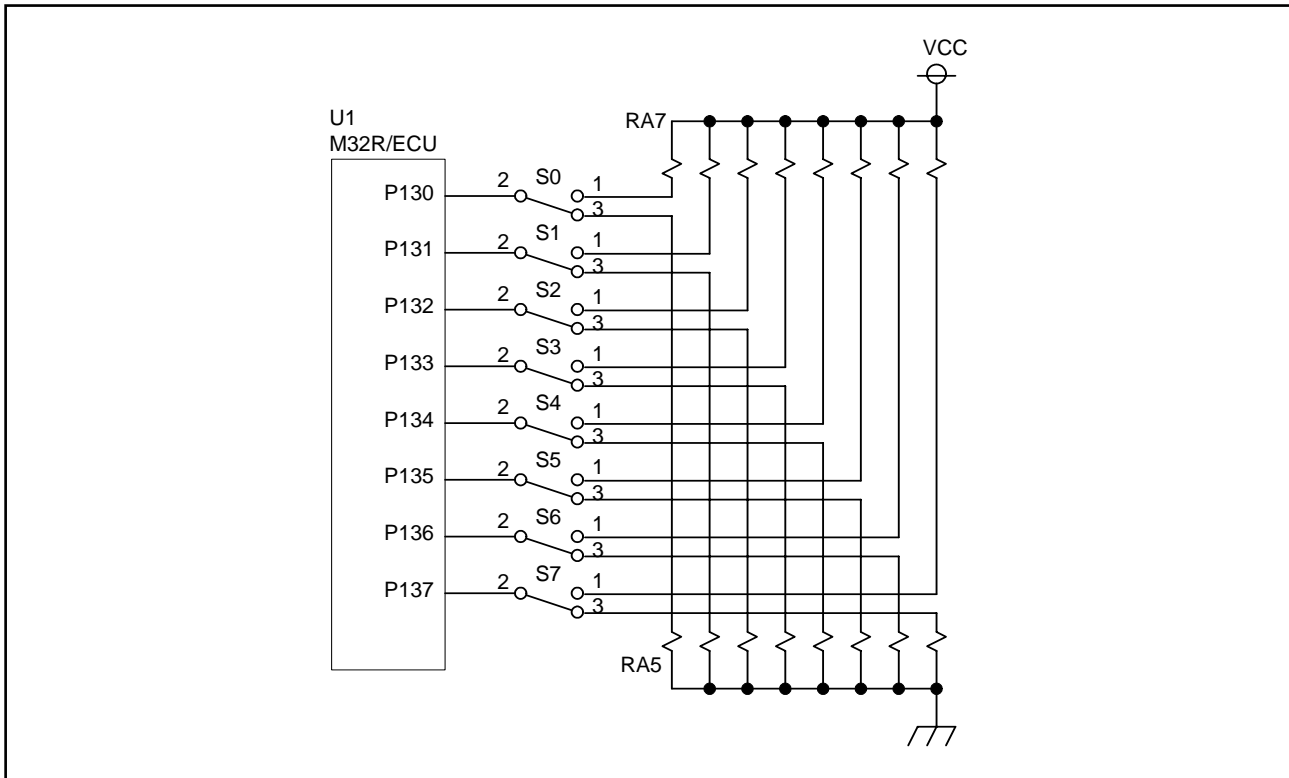 VCC
U1
RA7
M32R/ECU
P130 2 S0 1
3
P131 2 S1 1
3
P132 2 S2 1
3
P133 2 S3 1
3
P134 2 S4 1
3
P135 2 S5 1
3
P136 2 S6 1
3
P137 2 S7 1
3
RA5